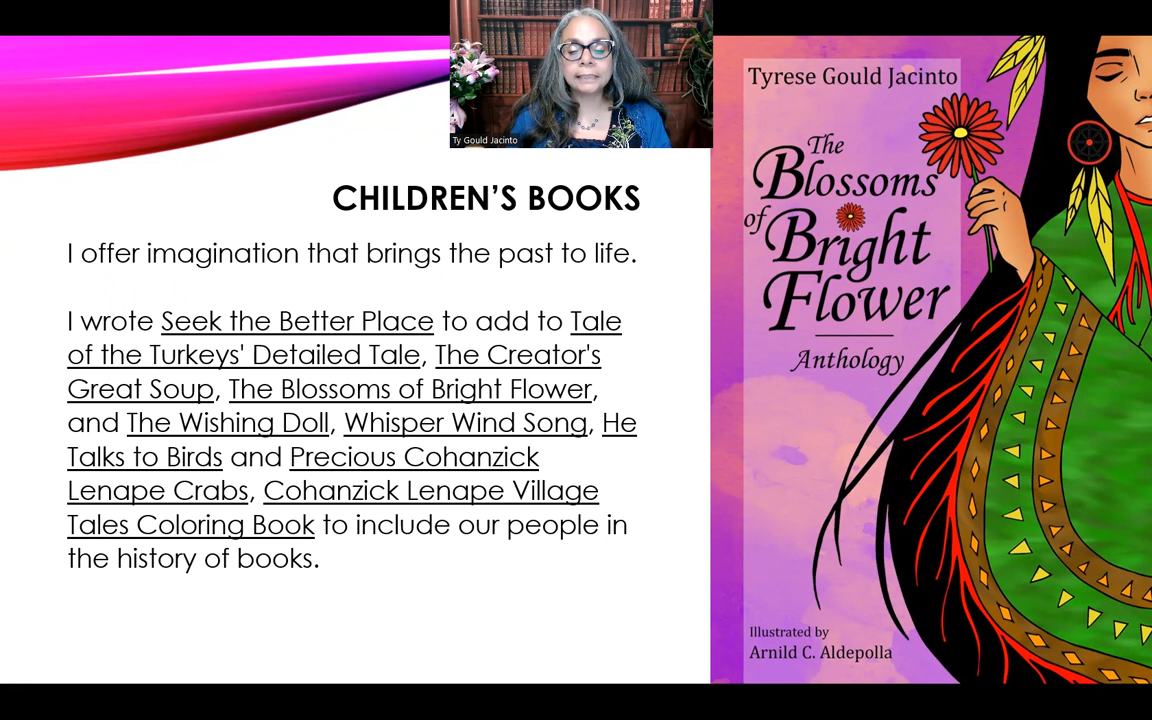 Ty Gould Jacinto
CHILDREN'S BOOKS
I offer imagination that brings the past to life.
I wrote Seek the Better Place to add to Tale
of the Turkeys' Detailed Tale, The Creator's
Great Soup, The Blossoms of Bright Flower,
and The Wishing Doll, Whisper Wind Song, He
Talks to Birds and Precious Cohanzick
Lenape Crabs, Cohanzick Lenape Village
Tales Coloring Book to include our people in
the history of books.
Tyrese Gould Jacinto
The
Blossoms
of
Bright
Flower
Anthology
Illustrated by
Arnild C. Aldepolla